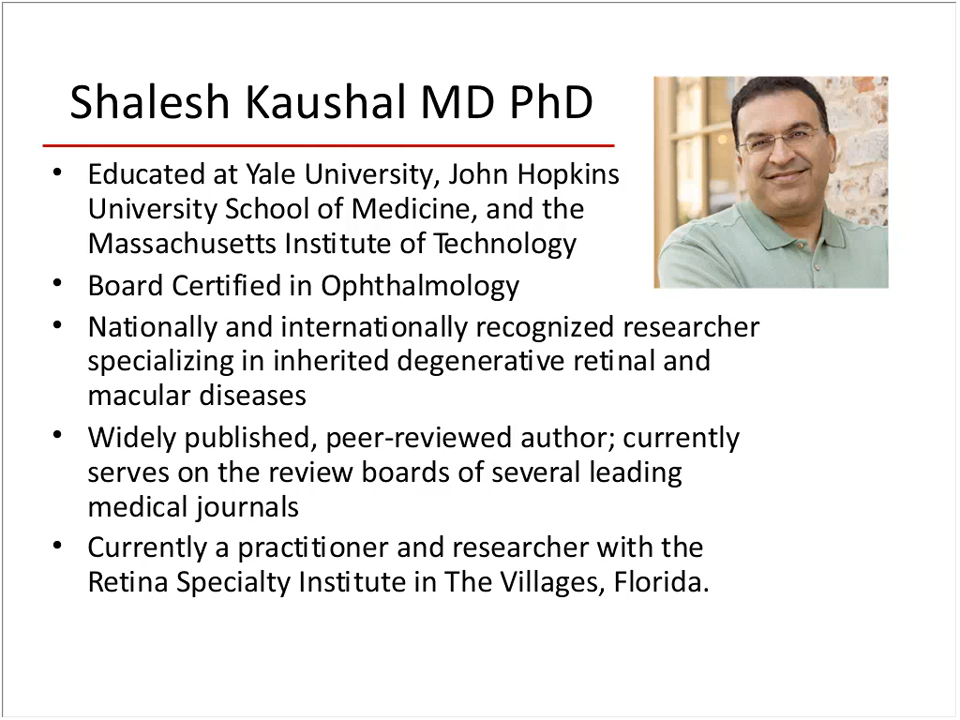 Shalesh Kaushal MD PhD
• Educated at Yale University, John Hopkins
University School of Medicine, and the
Massachusetts Institute of Technology
• Board Certified in Ophthalmology
• Nationally and internationally recognized researcher
specializing in inherited degenerative retinal and
macular diseases
• Widely published, peer-reviewed author; currently
serves on the review boards of several leading
medical journals
• Currently a practitioner and researcher with the
Retina Specialty Institute in The Villages, Florida.